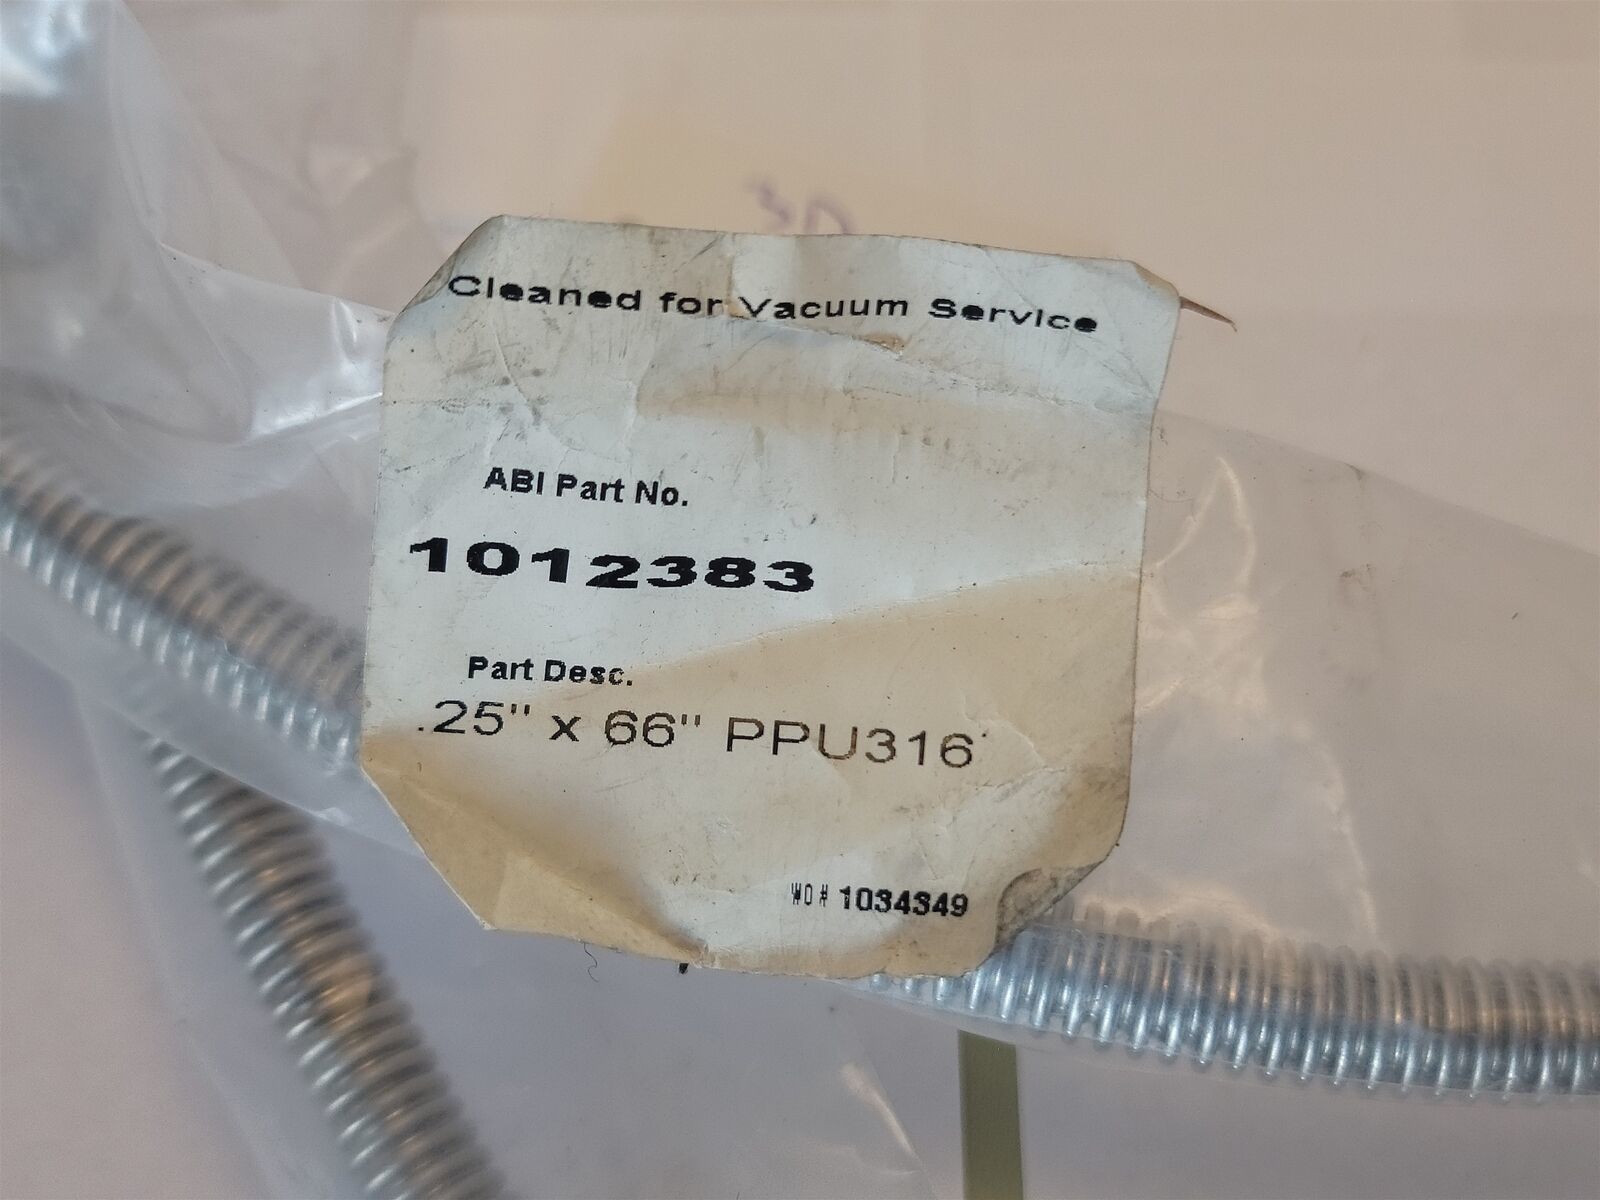 Cleaned for Vacuum Service
ABI Part No.
1012383
Part Desc.
.25" x 66" PPU316
WO# 1034349